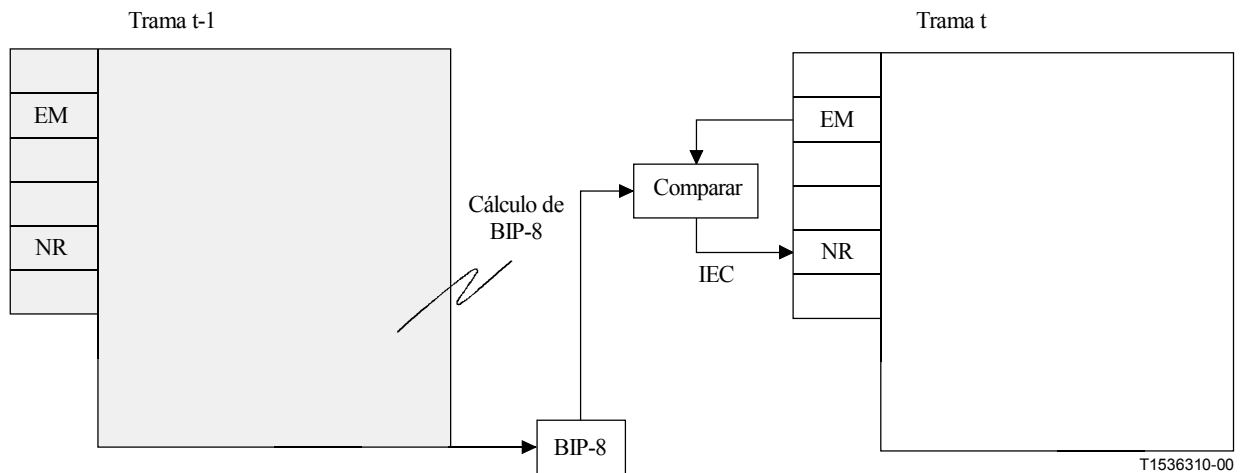 Trama t-1
Trama t
EM
NR
Cálculo de
BIP-8
BIP-8
Comparar
IEC
EM
NR
T1536310-00